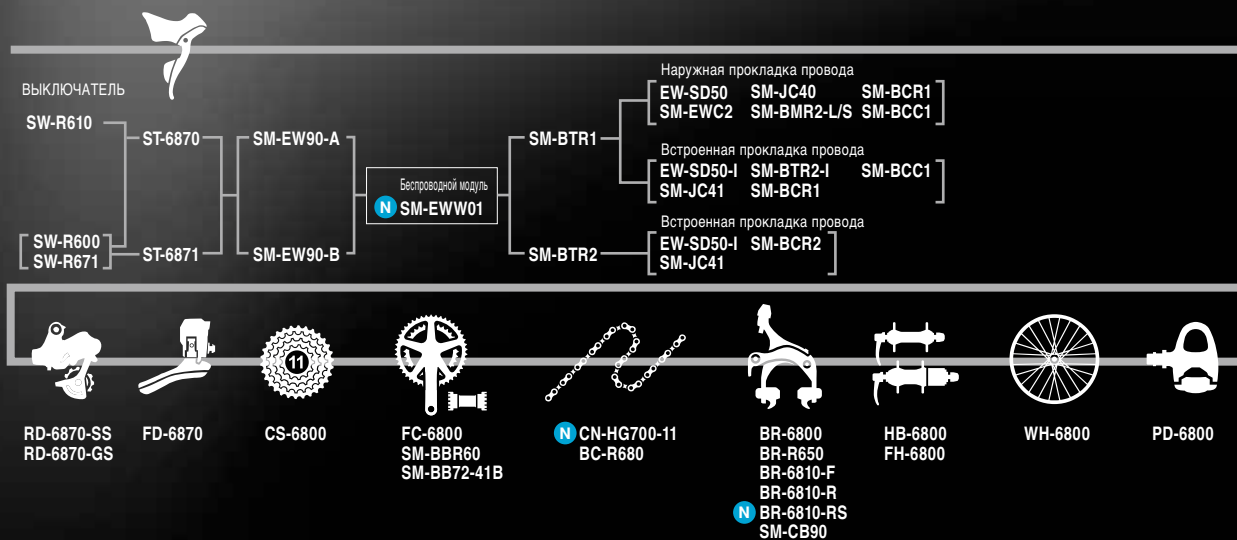 ВЫКЛЮЧАТЕЛЬ
SW-R610
SW-R600
SW-R671
ST-6870
ST-6871
SM-EW90-A
SM-EW90-B
Беспроводной модуль
N SM-EWW01
SM-BTR1
SM-BTR2
Наружная прокладка провода
EW-SD50 SM-JC40 SM-BCR1
SM-EWC2 SM-BMR2-L/S SM-BCC1
Встроенная прокладка провода
EW-SD50-I SM-BTR2-I SM-BCC1
SM-JC41 SM-BCR1
Встроенная прокладка провода
EW-SD50-I SM-BCR2
SM-JC41
11
RD-6870-SS
RD-6870-GS
FD-6870
CS-6800
FC-6800
SM-BBR60
SM-BB72-41B
N CN-HG700-11
BC-R680
BR-6800
BR-R650
BR-6810-F
BR-6810-R
N BR-6810-RS
SM-CB90
HB-6800
FH-6800
WH-6800
PD-6800